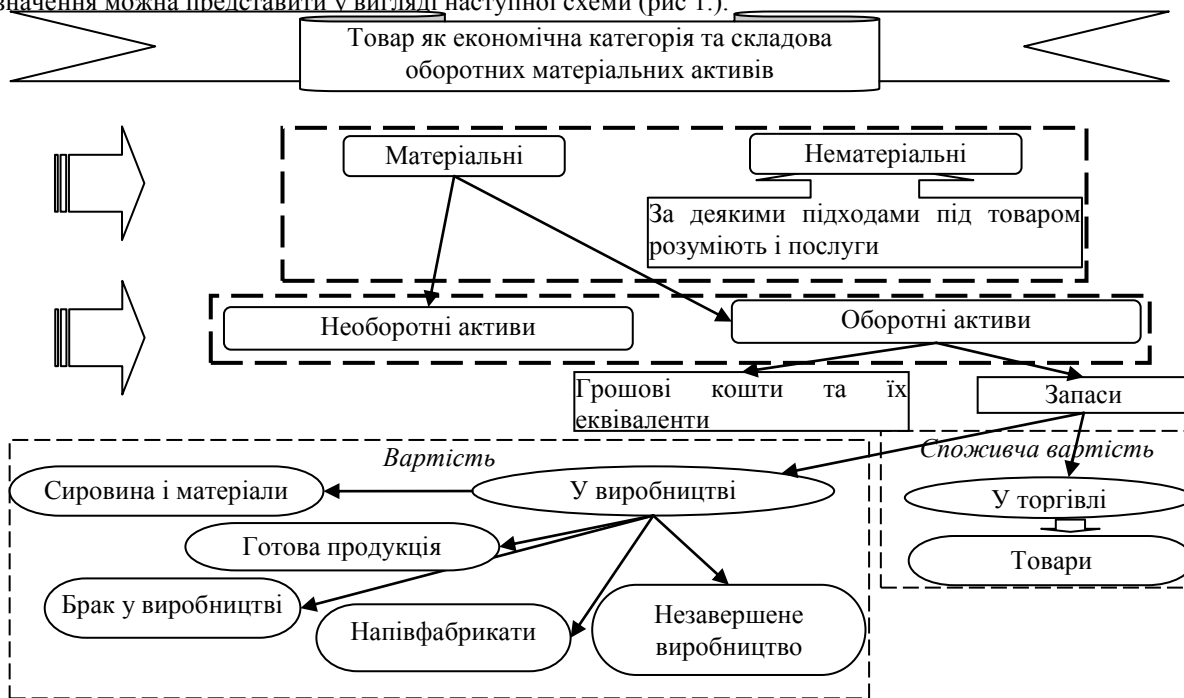 значення можна представити у вигляді наступної схеми (рис 1.).
Товар як економічна категорія та складова
оборотних матеріальних активів
Матеріальні
Нематеріальні
За деякими підходами під товаром
розуміють і послуги
Необоротні активи
Оборотні активи
Грошові кошти та їх
еквіваленти
Запаси
Вартість
Споживча вартість
Сировина і матеріали
У виробництві
У торгівлі
Готова продукція
Товари
Брак у виробництві
Напівфабрикати
Незавершене
виробництво